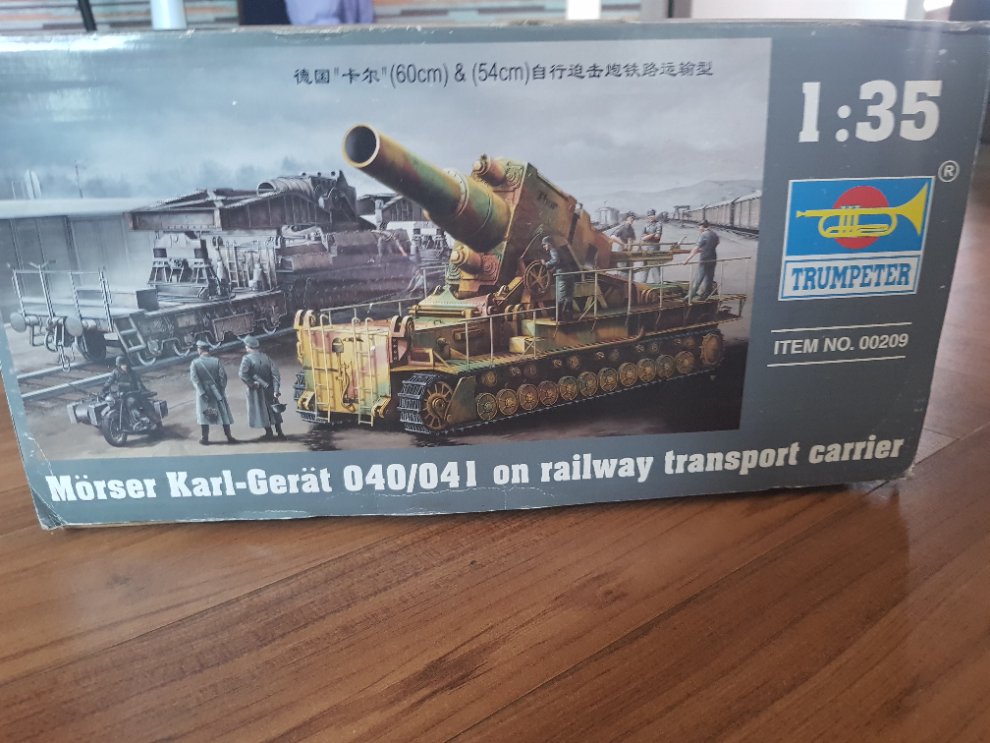 德国"卡尔"(60cm) & (54cm)自行迫击炮铁路运输型
1:35
®
TRUMPETER
ITEM NO. 00209
Mörser Karl-Gerät 040/041 on railway transport carrier